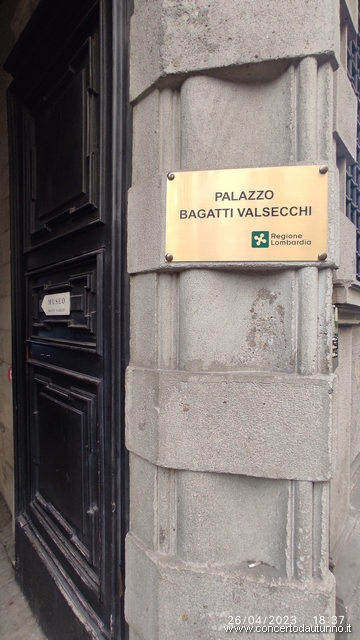 PALAZZO
BAGATTI VALSECCHI
Regione
Lombardia
MUSEO
26/04/2023 18:37
www.concertodautunno.it